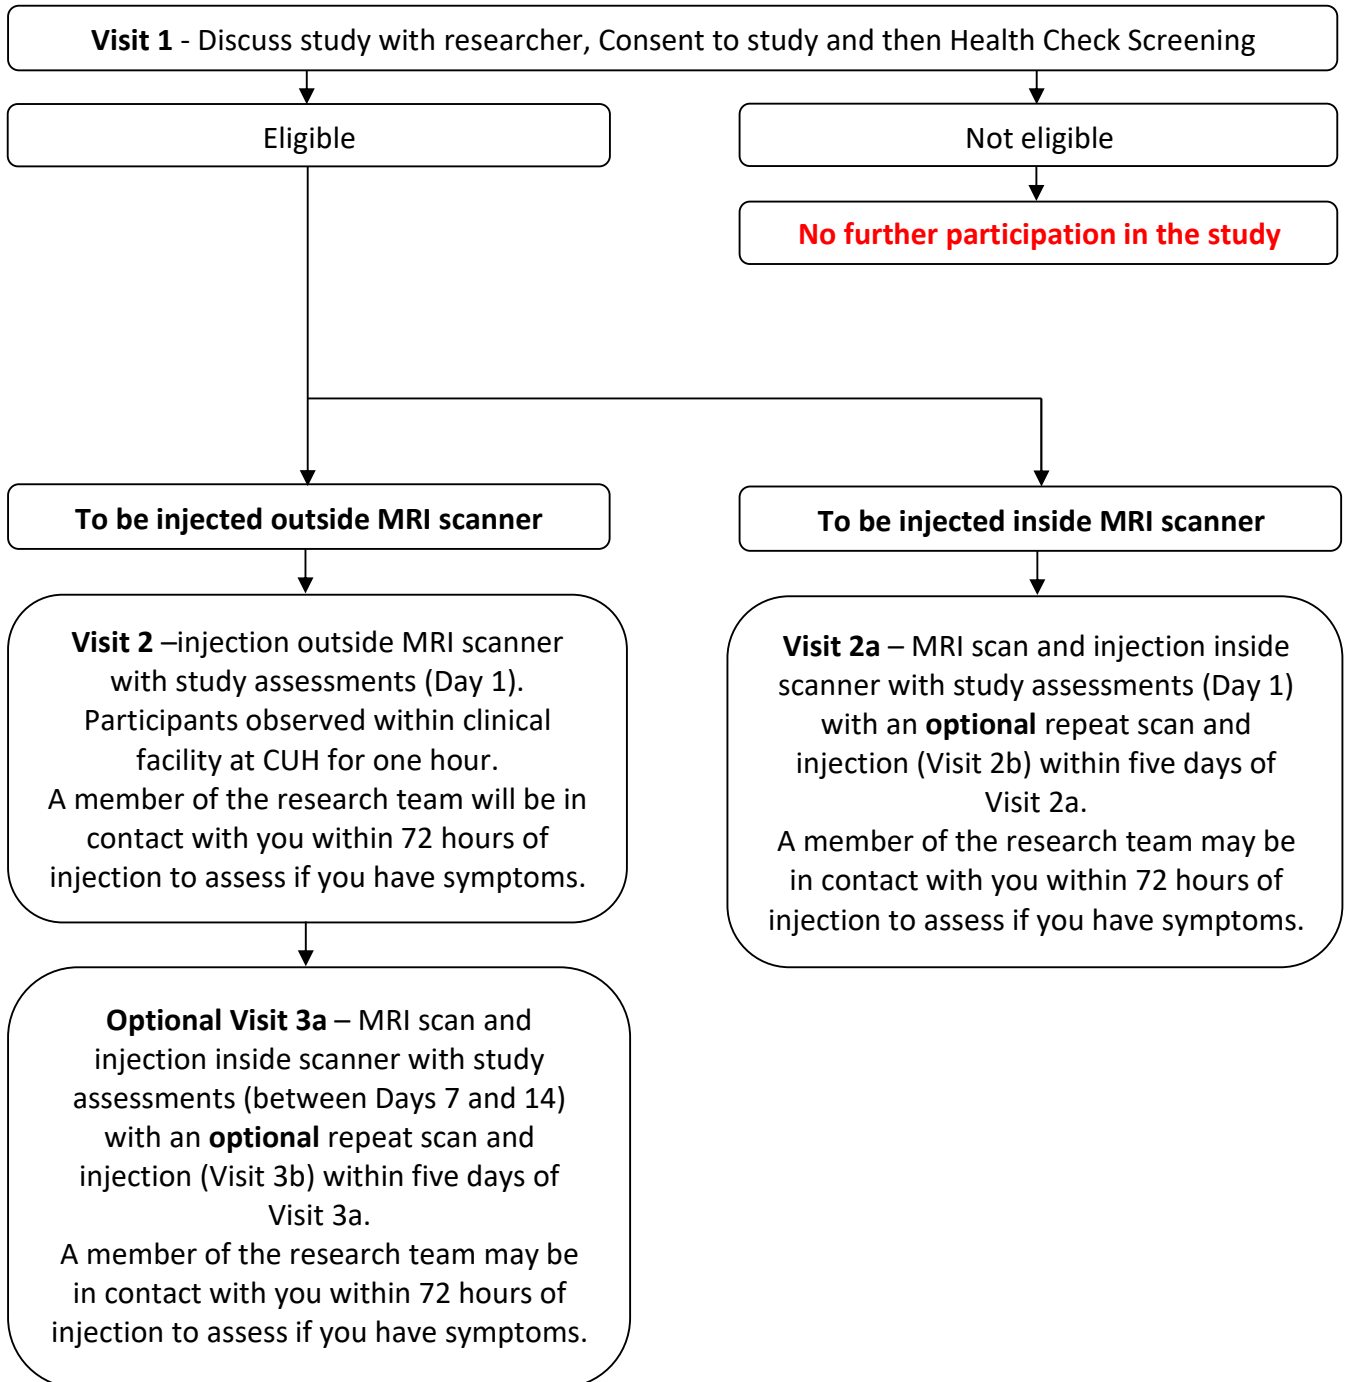 Visit 1 - Discuss study with researcher, Consent to study and then Health Check Screening
Eligible
Not eligible
No further participation in the study
To be injected outside MRI scanner
To be injected inside MRI scanner
Visit 2 –injection outside MRI scanner
with study assessments (Day 1).
Participants observed within clinical
facility at CUH for one hour.
A member of the research team will be in
contact with you within 72 hours of
injection to assess if you have symptoms.
Visit 2a – MRI scan and injection inside
scanner with study assessments (Day 1)
with an optional repeat scan and
injection (Visit 2b) within five days of
Visit 2a.
A member of the research team may be
in contact with you within 72 hours of
injection to assess if you have symptoms.
Optional Visit 3a – MRI scan and
injection inside scanner with study
assessments (between Days 7 and 14)
with an optional repeat scan and
injection (Visit 3b) within five days of
Visit 3a.
A member of the research team may be
in contact with you within 72 hours of
injection to assess if you have symptoms.